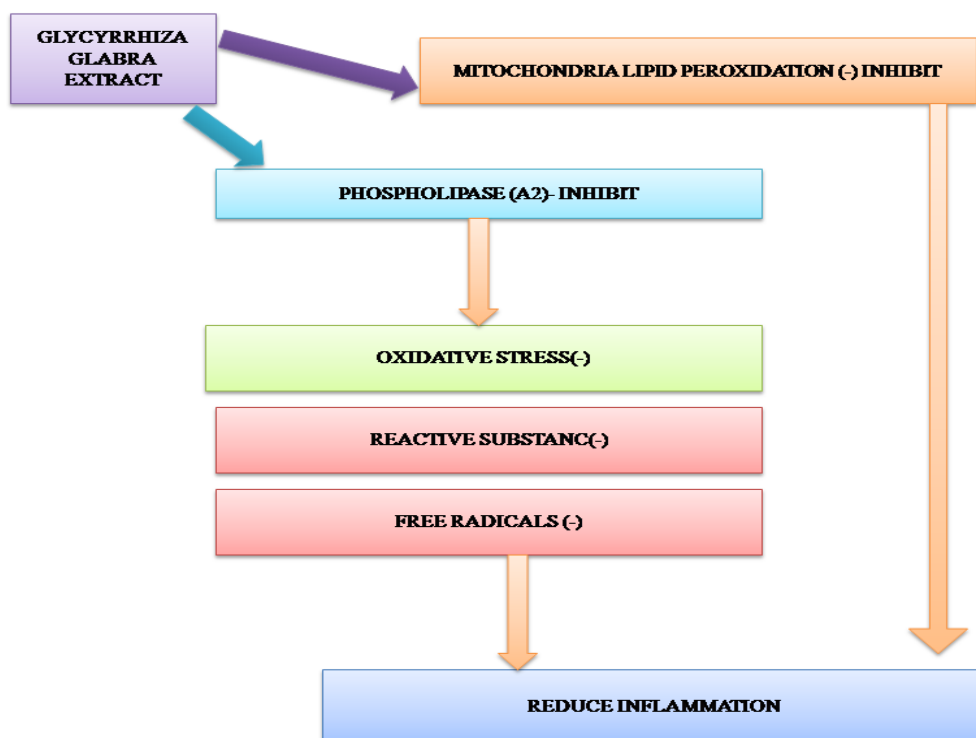 GLYCYRRHIZA
GLABRA
EXTRACT
MITOCHONDRIA LIPID PEROXIDATION (-) INHIBIT
PHOSPHOLIPASE (A2)- INHIBIT
OXIDATIVE STRESS(-)
REACTIVE SUBSTANC(-)
FREE RADICALS (-)
REDUCE INFLAMMATION